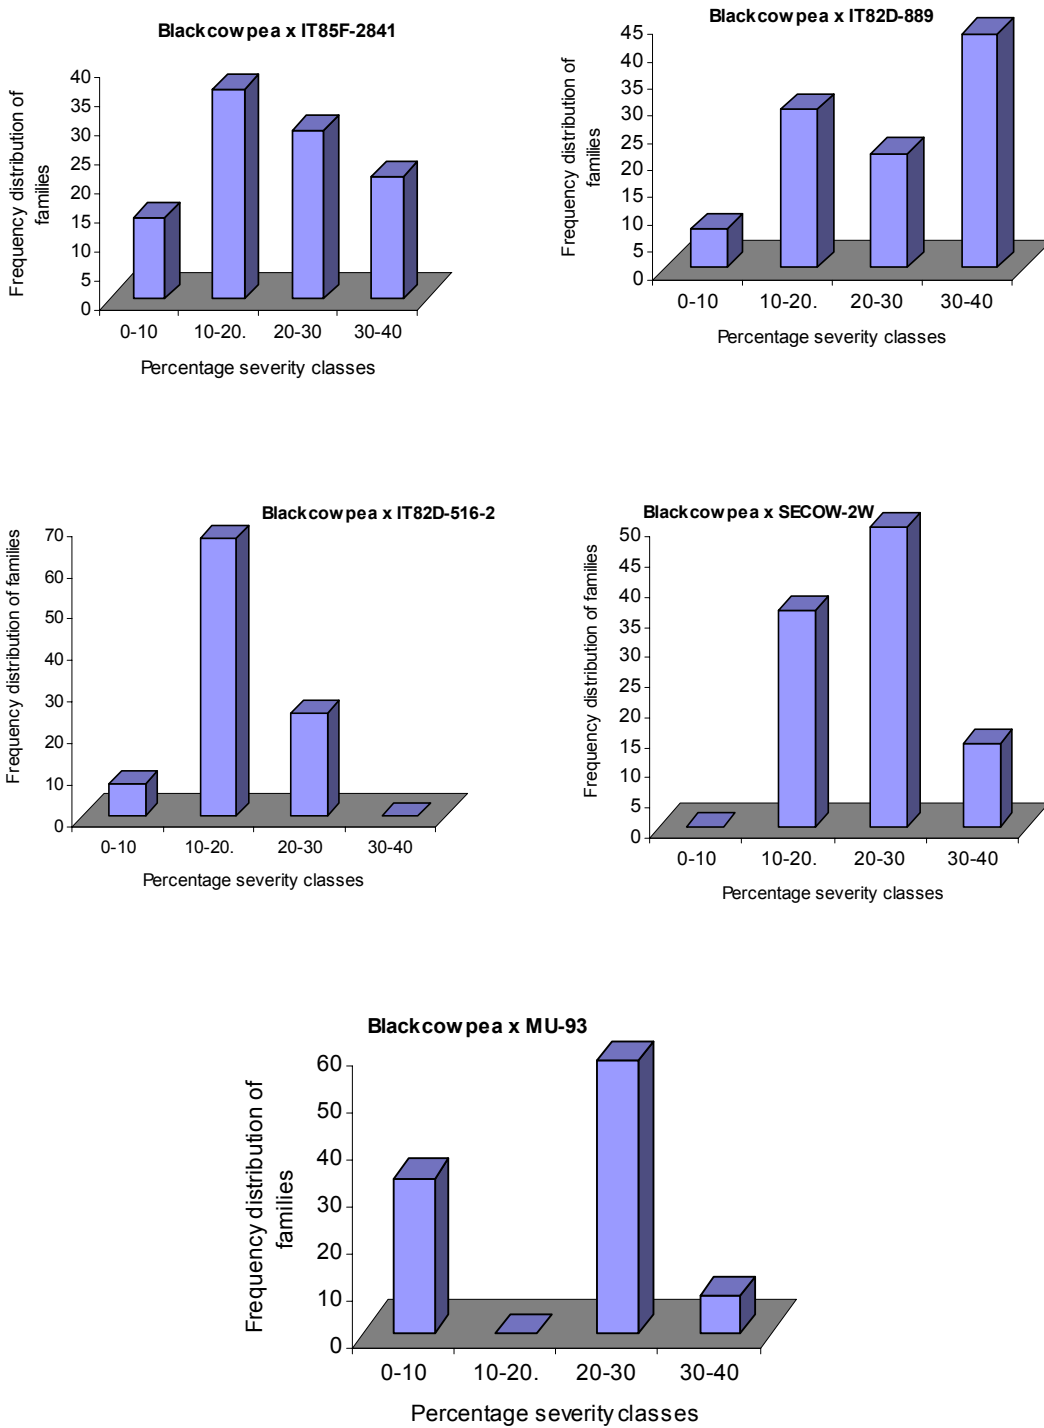 Blackcowpea x IT85F-2841
Frequency distribution of
families
40
35
30
25
20
15
10
5
0
0-10 10-20. 20-30 30-40
Percentage severity classes
Blackcowpea x IT82D-889
Frequency distribution of
families
45
40
35
30
25
20
15
10
5
0
0-10 10-20. 20-30 30-40
Percentage severity classes
Blackcowpea x IT82D-516-2
Frequency distribution of families
70
60
50
40
30
20
10
0
0-10 10-20. 20-30 30-40
Percentage severity classes
Blackcowpea x SECOW-2W
Frequency distribution of families
50
45
40
35
30
25
20
15
10
5
0
0-10 10-20. 20-30 30-40
Percentage severity classes
Blackcowpea x MU-93
Frequency distribution of
families
60
50
40
30
20
10
0
0-10 10-20. 20-30 30-40
Percentage severity classes